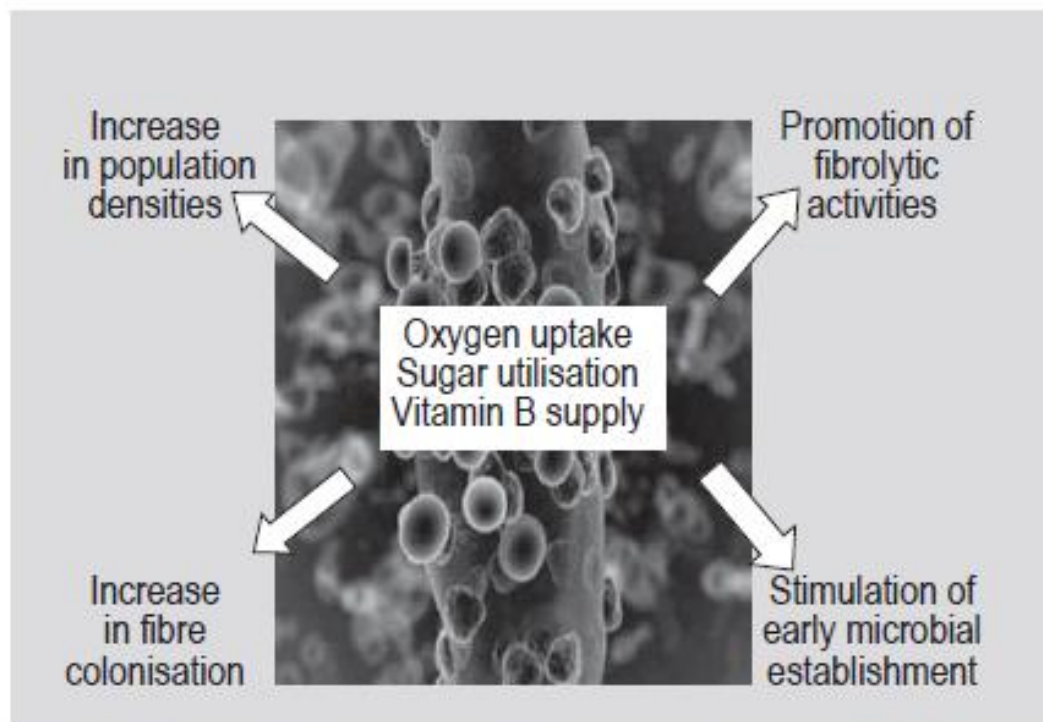 Increase
in population
densities
Promotion of
fibrolytic
activities
Oxygen uptake
Sugar utilisation
Vitamin B supply
Increase
in fibre
colonisation
Stimulation of
early microbial
establishment